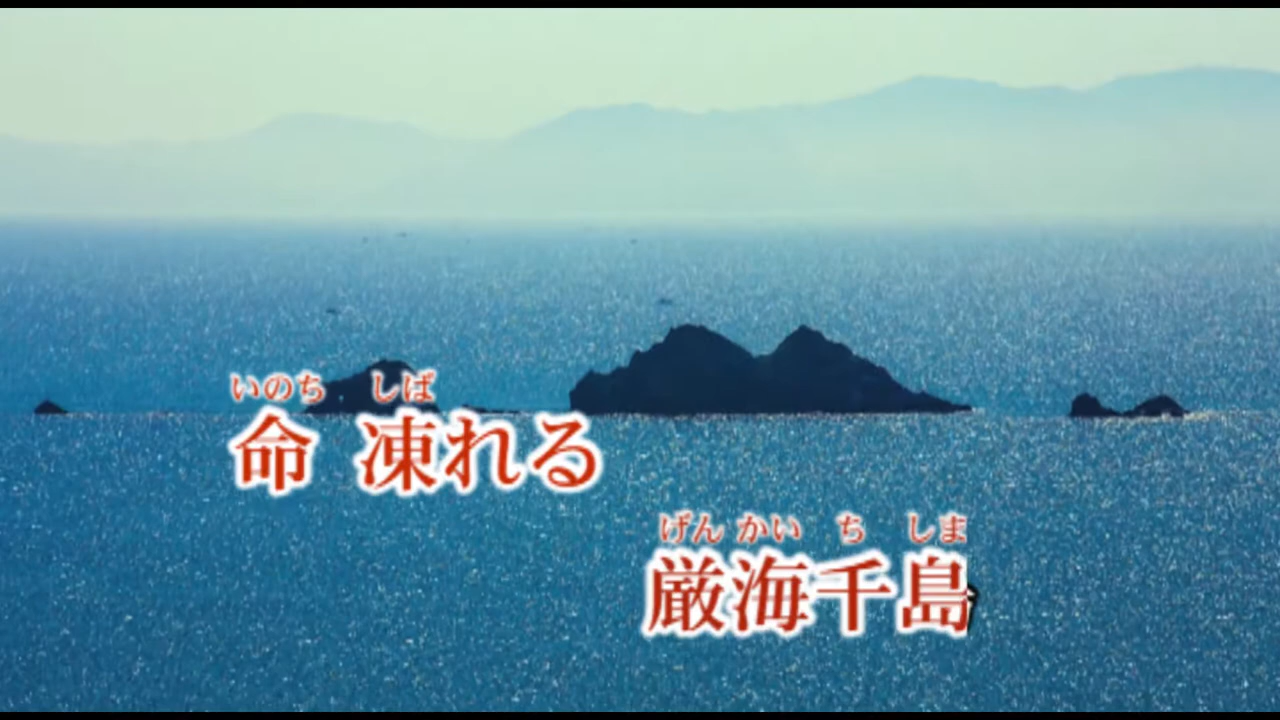 いのち しば
命 凍れる
げん かい ち しま
厳海千島